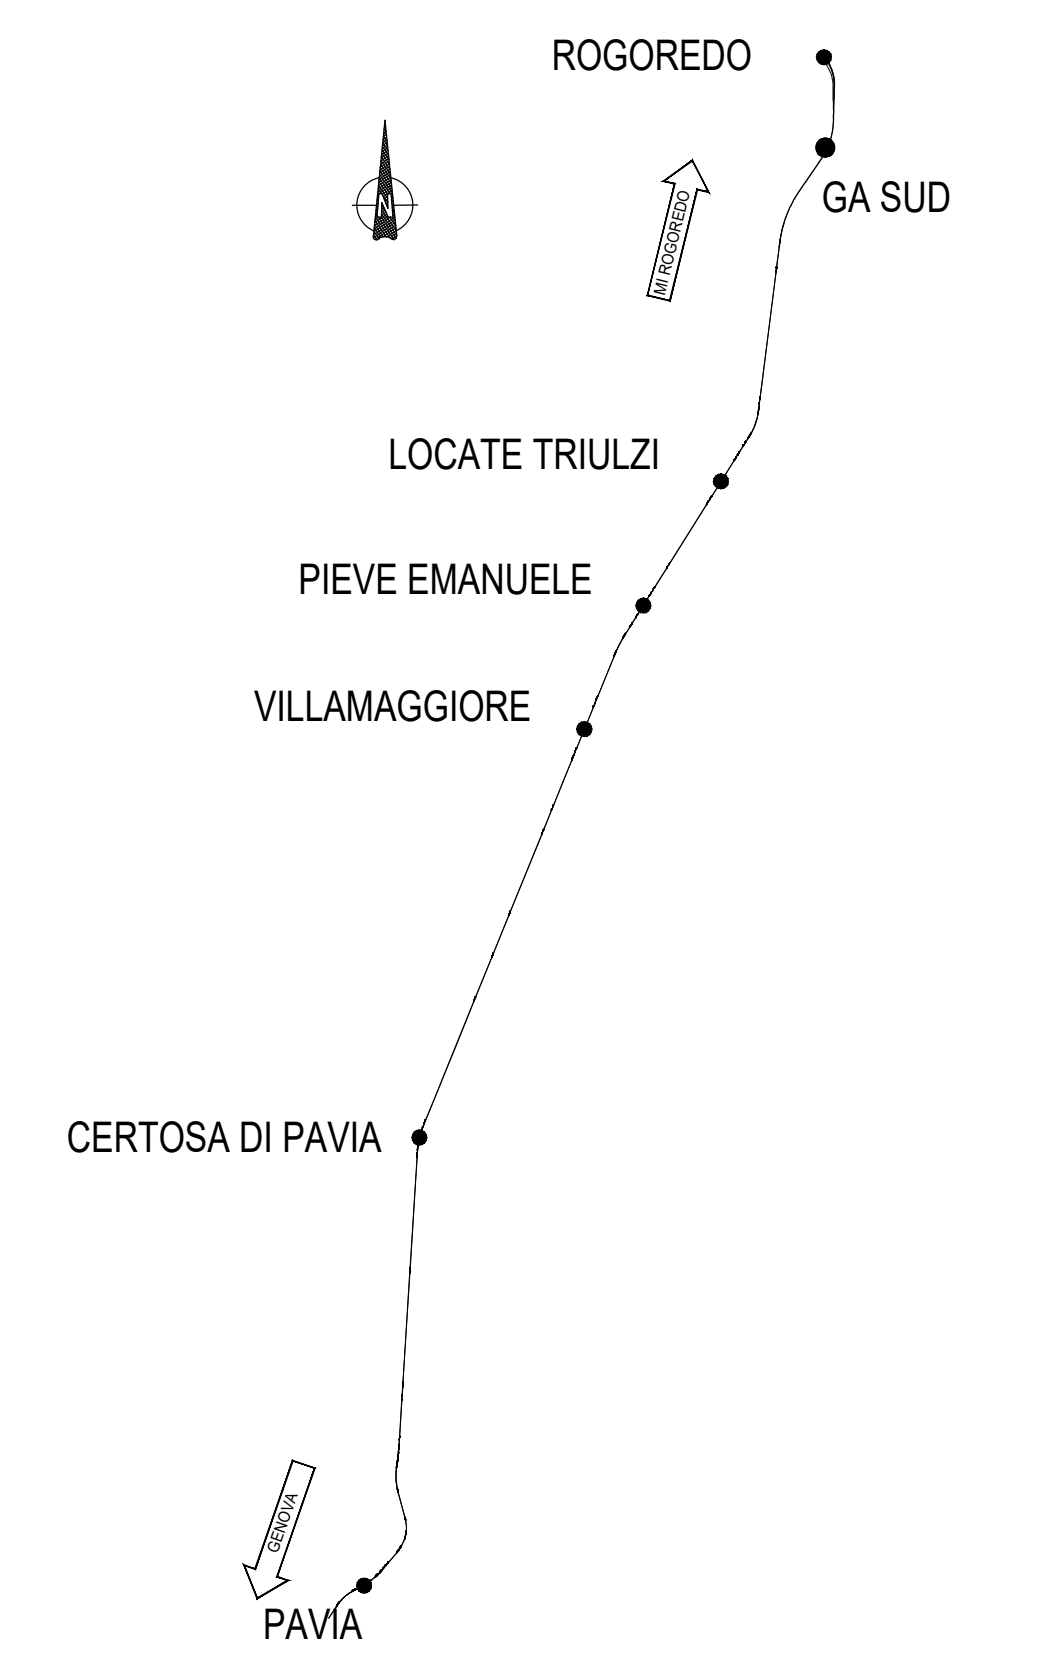 ROGOREDO
N
MI ROGOREDO
GA SUD
LOCATE TRIULZI
PIEVE EMANUELE
VILLAMAGGIORE
CERTOSA DI PAVIA
GENOVA
PAVIA